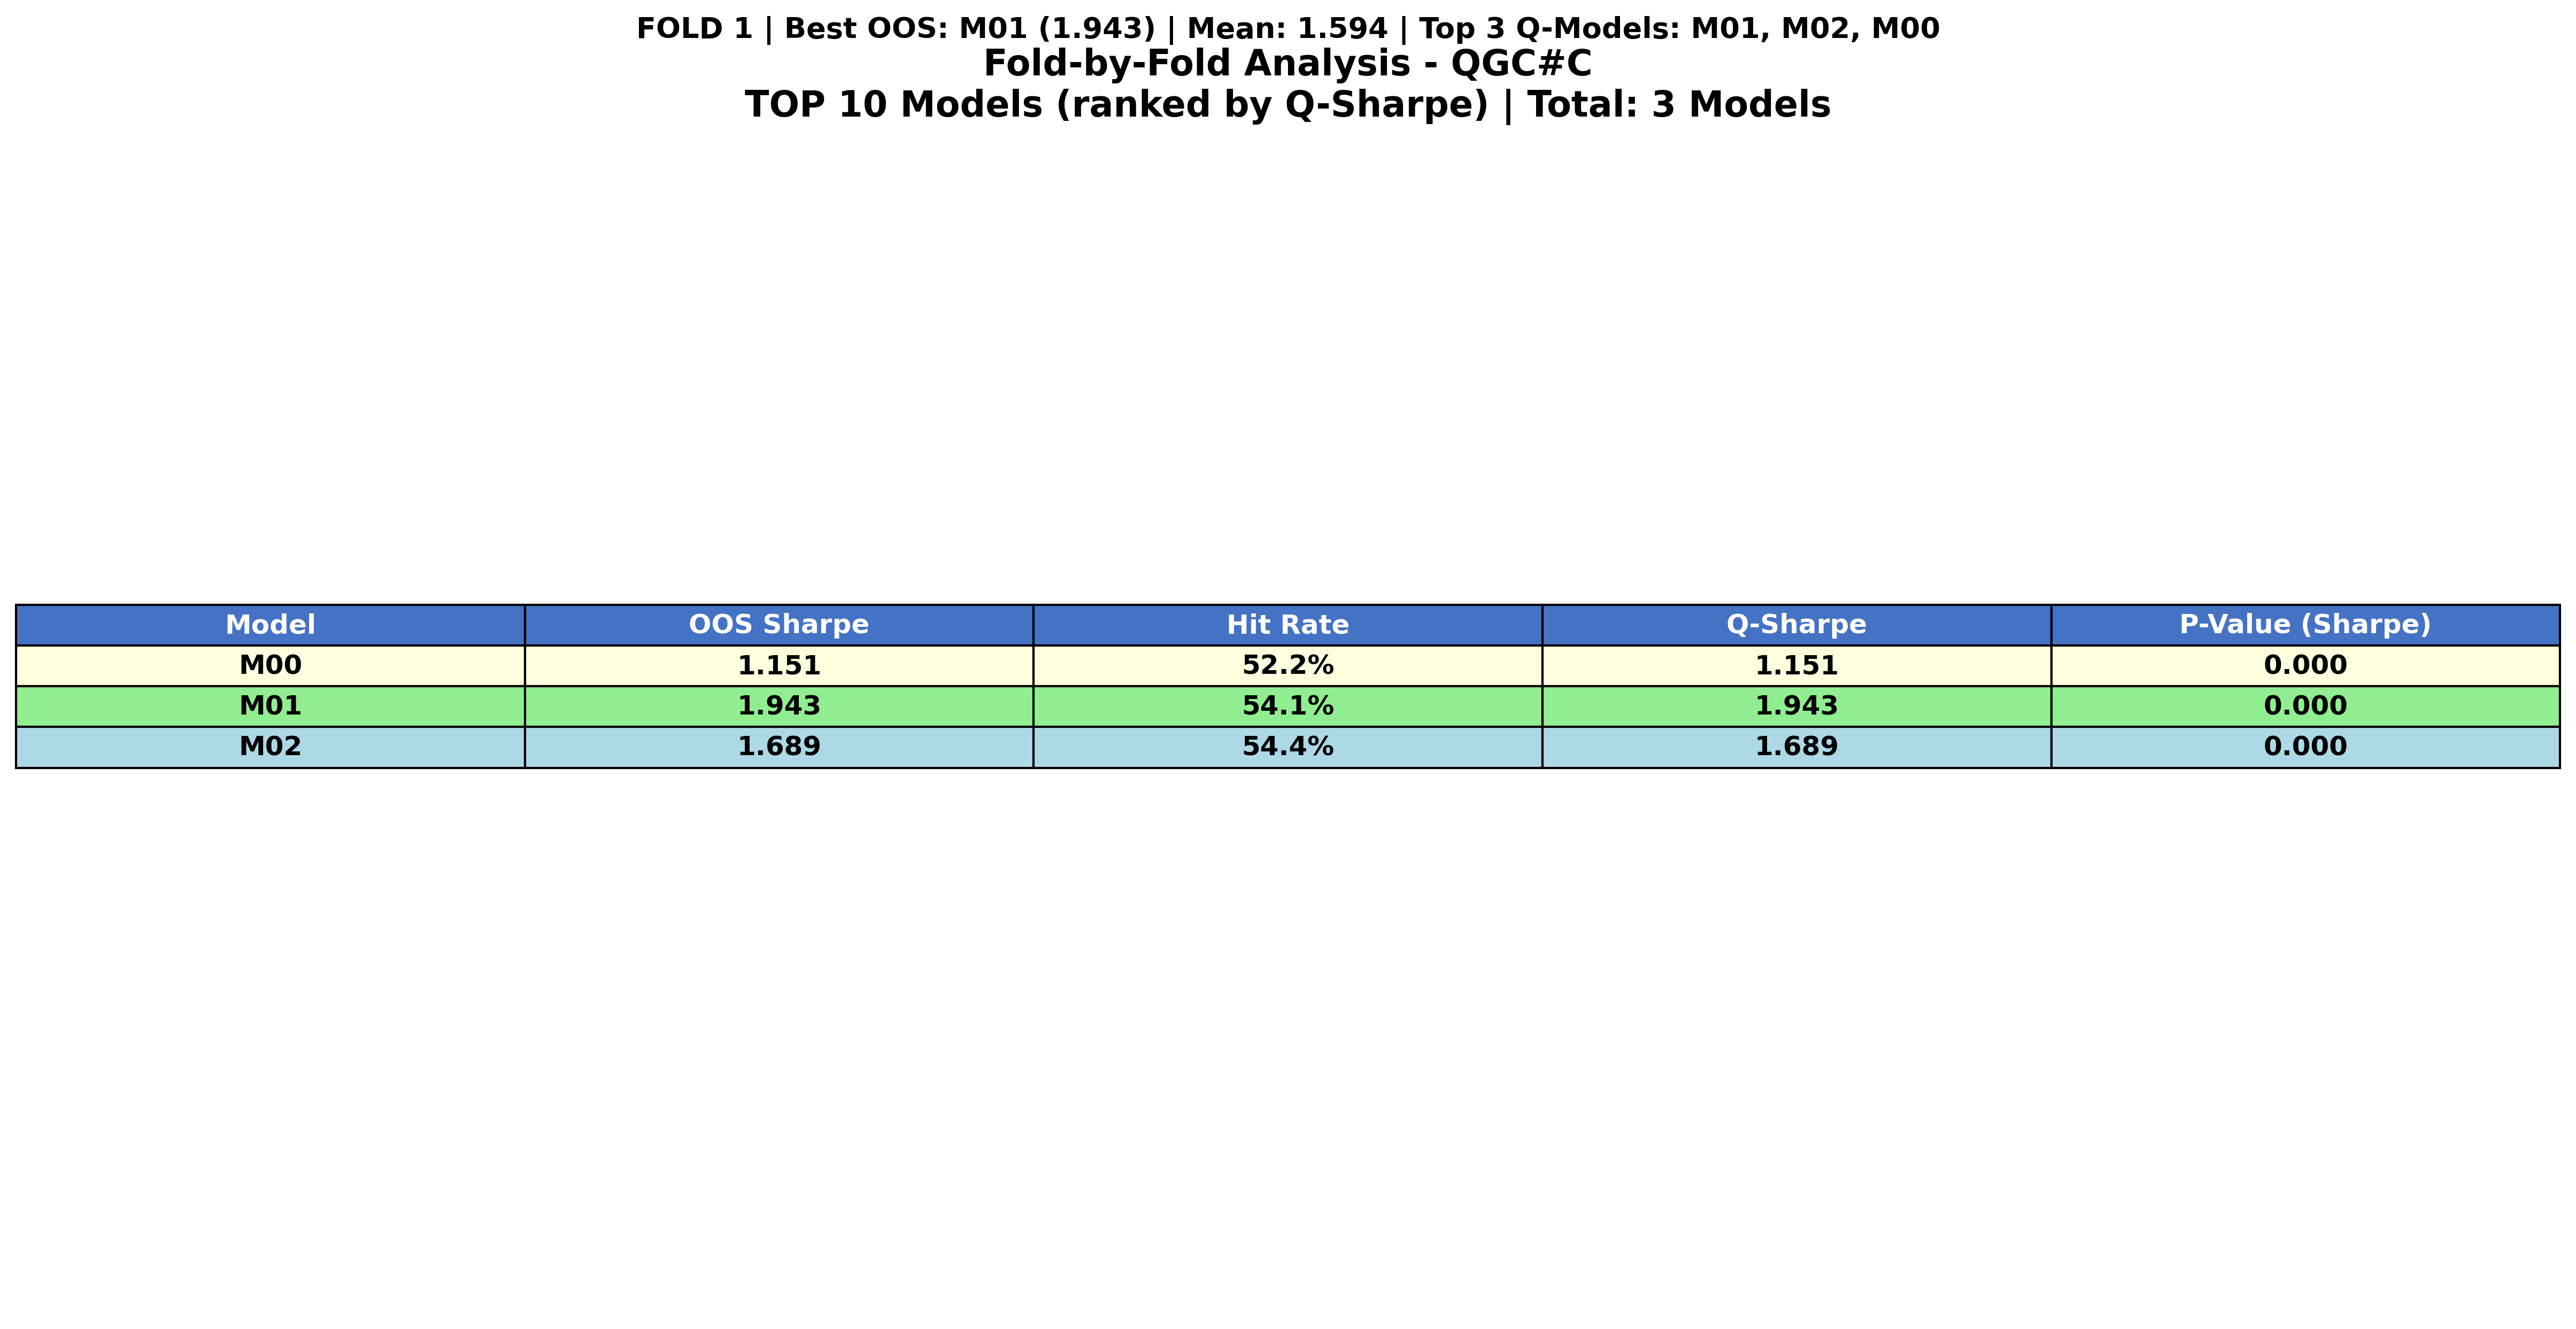 FOLD 1 | Best OOS: M01 (1.943) | Mean: 1.594 | Top 3 Q-Models: M01, M02, M00
Fold-by-Fold Analysis - QGC#C
TOP 10 Models (ranked by Q-Sharpe) | Total: 3 Models
Model OOS Sharpe Hit Rate Q-Sharpe P-Value (Sharpe)
M00 1.151 52.2% 1.151 0.000
M01 1.943 54.1% 1.943 0.000
M02 1.689 54.4% 1.689 0.000